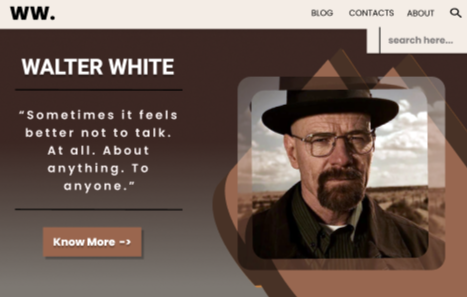 ww.
BLOG CONTACTS ABOUT
search here...
WALTER WHITE
“Sometimes it feels
better not to talk.
At all. About
anything. To
anyone.”
Know More ->